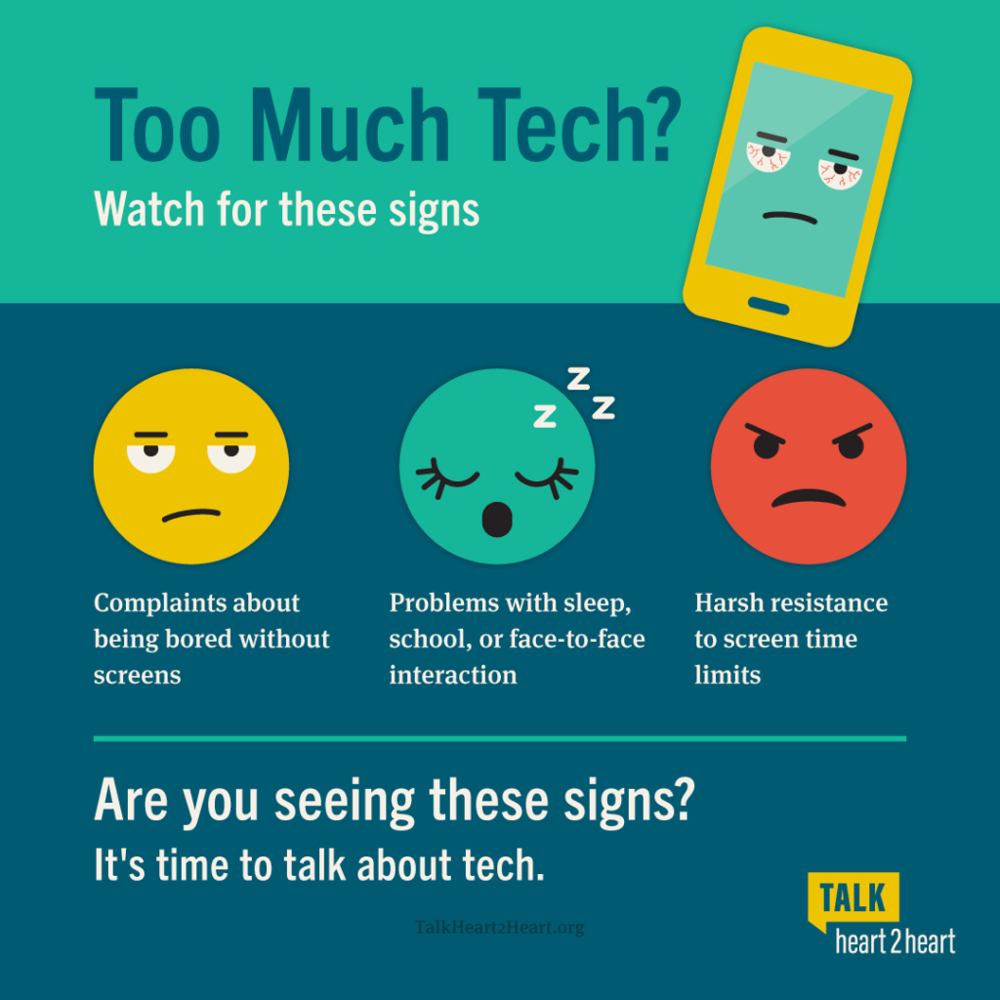 Too Much Tech?
Watch for these signs
z
z
z
Complaints about
being bored without
screens
Problems with sleep,
school, or face-to-face
interaction
Harsh resistance
to screen time
limits
Are you seeing these signs?
It's time to talk about tech.
TalkHeart2Heart.org
TALK
heart 2 heart